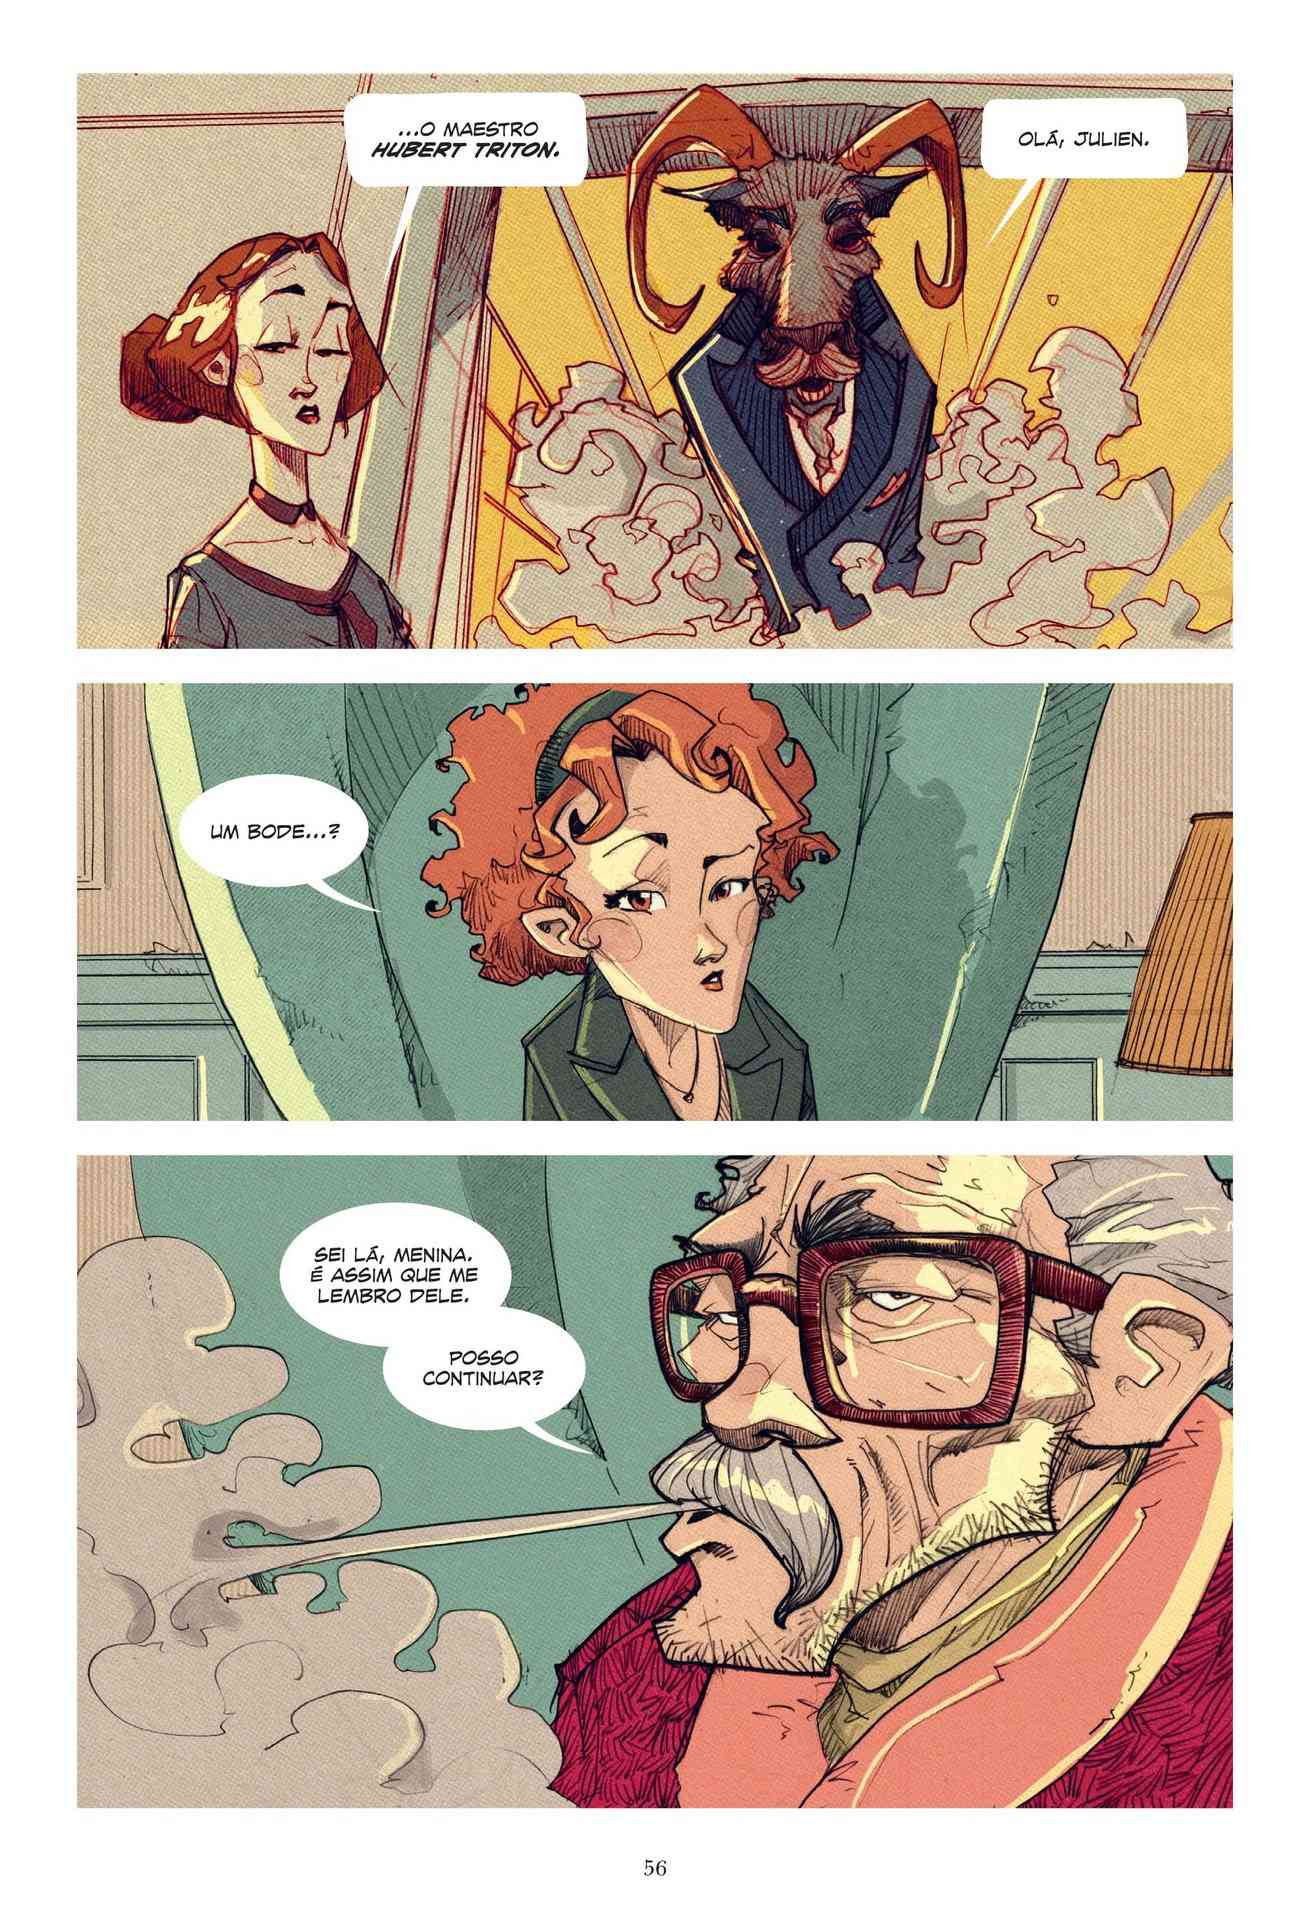 ...O MAESTRO
HUBERT TRITON.
OLÁ, JULIEN.
UM BODE...?
SEI LÁ, MENINA.
É ASSIM QUE ME
LEMBRO DELE.
POSSO
CONTINUAR?
56